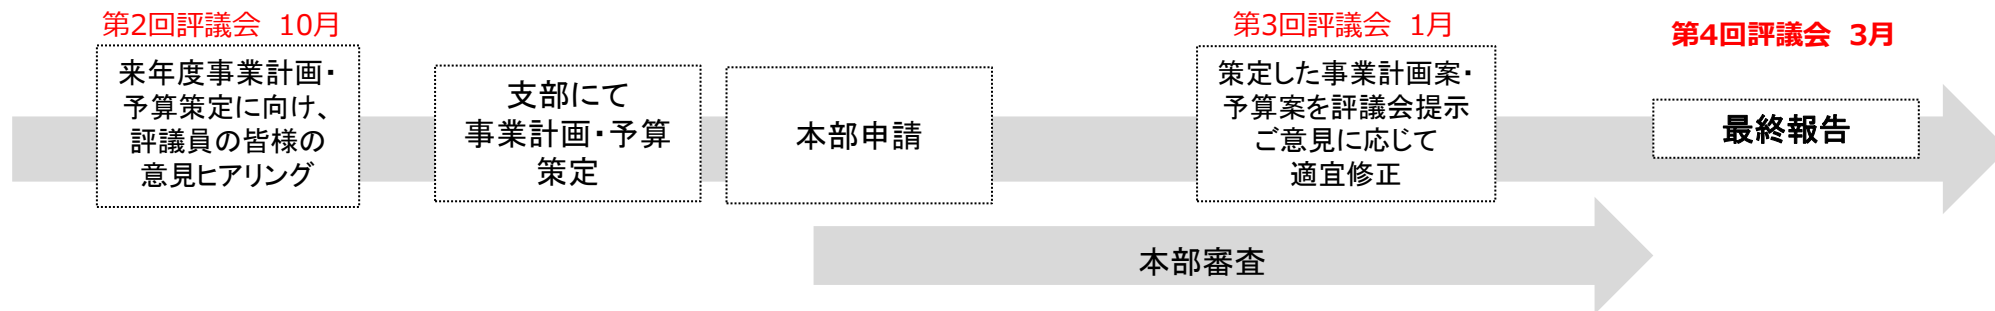 第2回評議会 10月
来年度事業計画・
予算策定に向け、
評議員の皆様の
意見ヒアリング
支部にて
事業計画・予算
策定
本部申請
第3回評議会 1月
策定した事業計画案・
予算案を評議会提示
ご意見に応じて
適宜修正
第4回評議会 3月
最終報告
本部審査